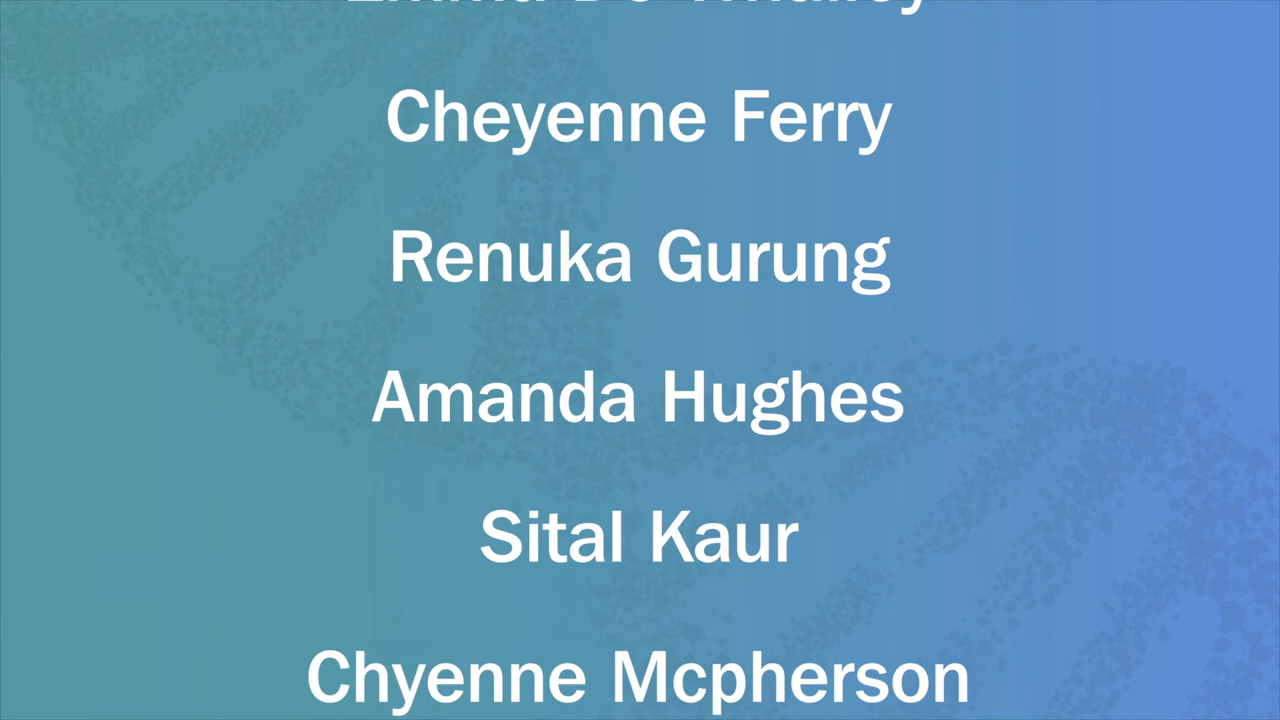 Cheyenne Ferry
Renuka Gurung
Amanda Hughes
Sital Kaur
Chyenne Mcpherson